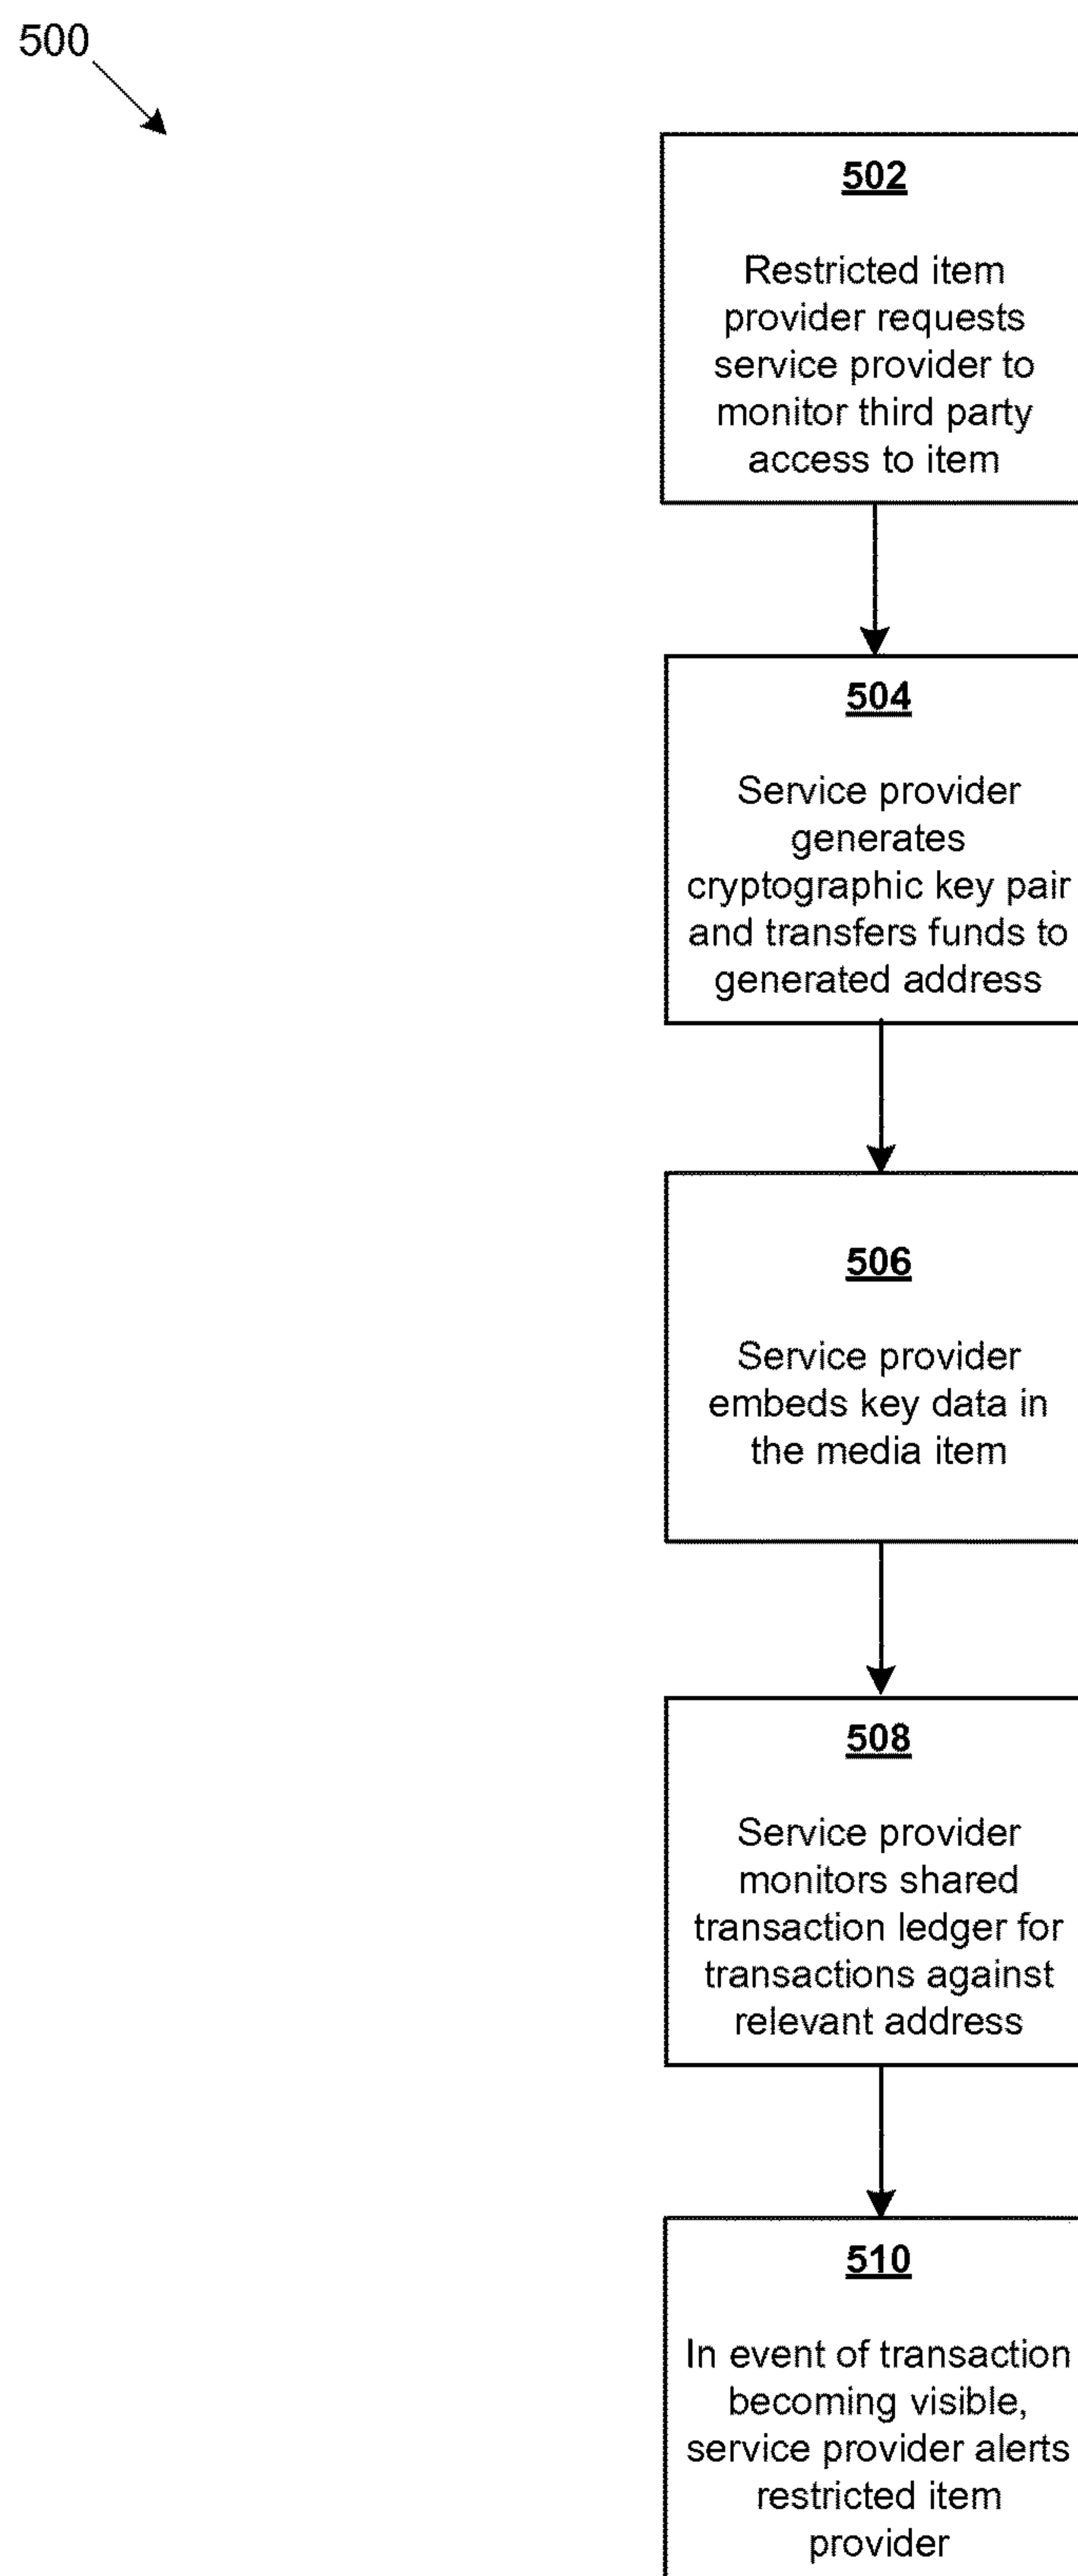 500
502
Restricted item
provider requests
service provider to
monitor third party
access to item
504
Service provider
generates
cryptographic key pair
and transfers funds to
generated address
506
Service provider
embeds key data in
the media item
508
Service provider
monitors shared
transaction ledger for
transactions against
relevant address
510
In event of transaction
becoming visible,
service provider alerts
restricted item
provider